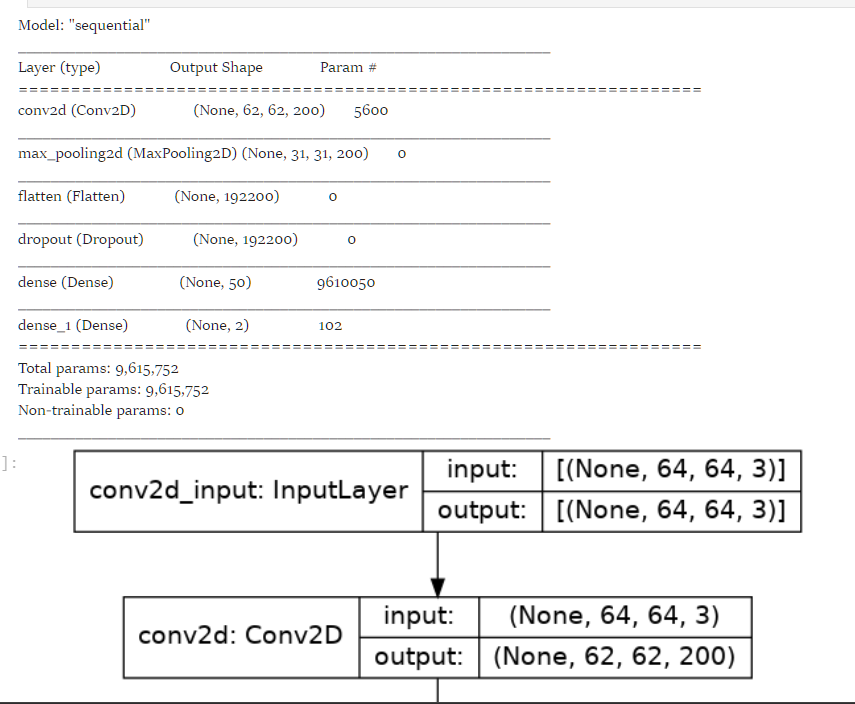 Model: "sequential"
_________________________________________________________________
Layer (type) Output Shape Param #
=================================================================
conv2d (Conv2D) (None, 62, 62, 200) 5600
_________________________________________________________________
max_pooling2d (MaxPooling2D) (None, 31, 31, 200) 0
_________________________________________________________________
flatten (Flatten) (None, 192200) 0
_________________________________________________________________
dropout (Dropout) (None, 192200) 0
_________________________________________________________________
dense (Dense) (None, 50) 9610050
_________________________________________________________________
dense_1 (Dense) (None, 2) 102
=================================================================
Total params: 9,615,752
Trainable params: 9,615,752
Non-trainable params: 0
_________________________________________________________________
]:
conv2d_input: InputLayer
input: [(None, 64, 64, 3)]
output: [(None, 64, 64, 3)]
conv2d: Conv2D
input: (None, 64, 64, 3)
output: (None, 62, 62, 200)